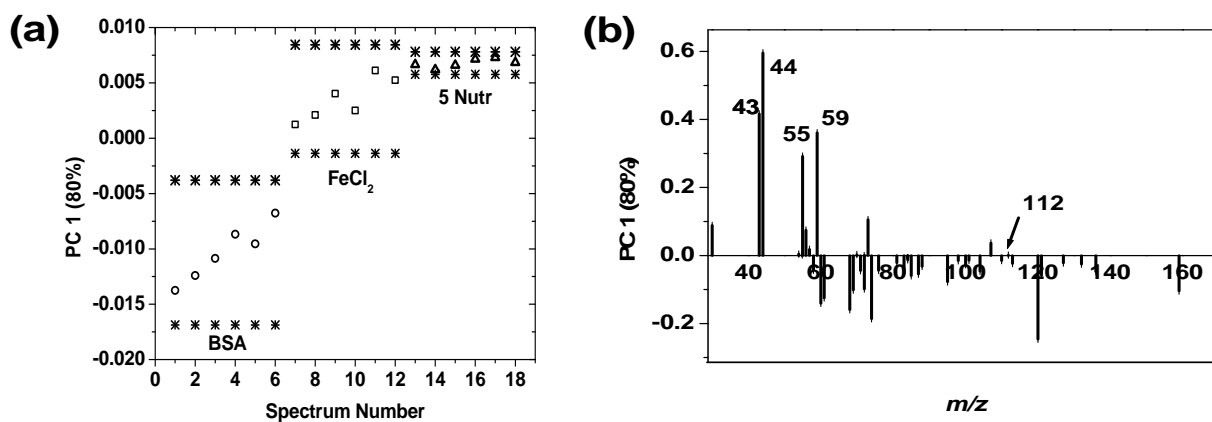 (a)
PC 1 (80%)
0.010
0.005
0.000
-0.005
-0.010
-0.015
-0.020
5 Nutr
FeCl₂
BSA
0 2 4 6 8 10 12 14 16 18
Spectrum Number
(b)
PC 1 (80%)
0.6
0.4
0.2
0.0
-0.2
44
43
55
59
112
40 60 80 100 120 140 160
m/z